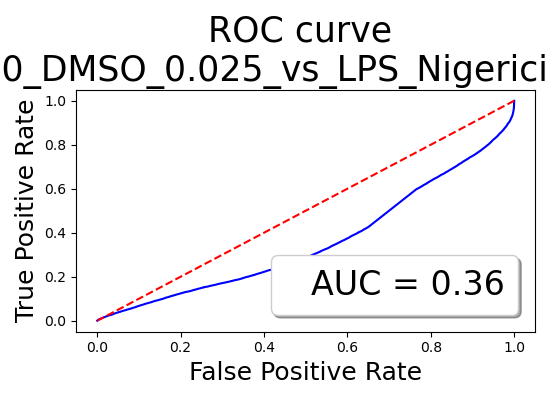 ROC curve
0_DMSO_0.025_vs_LPS_Nigerici
True Positive Rate
1.0
0.8
0.6
0.4
0.2
0.0
AUC = 0.36
0.0 0.2 0.4 0.6 0.8 1.0
False Positive Rate